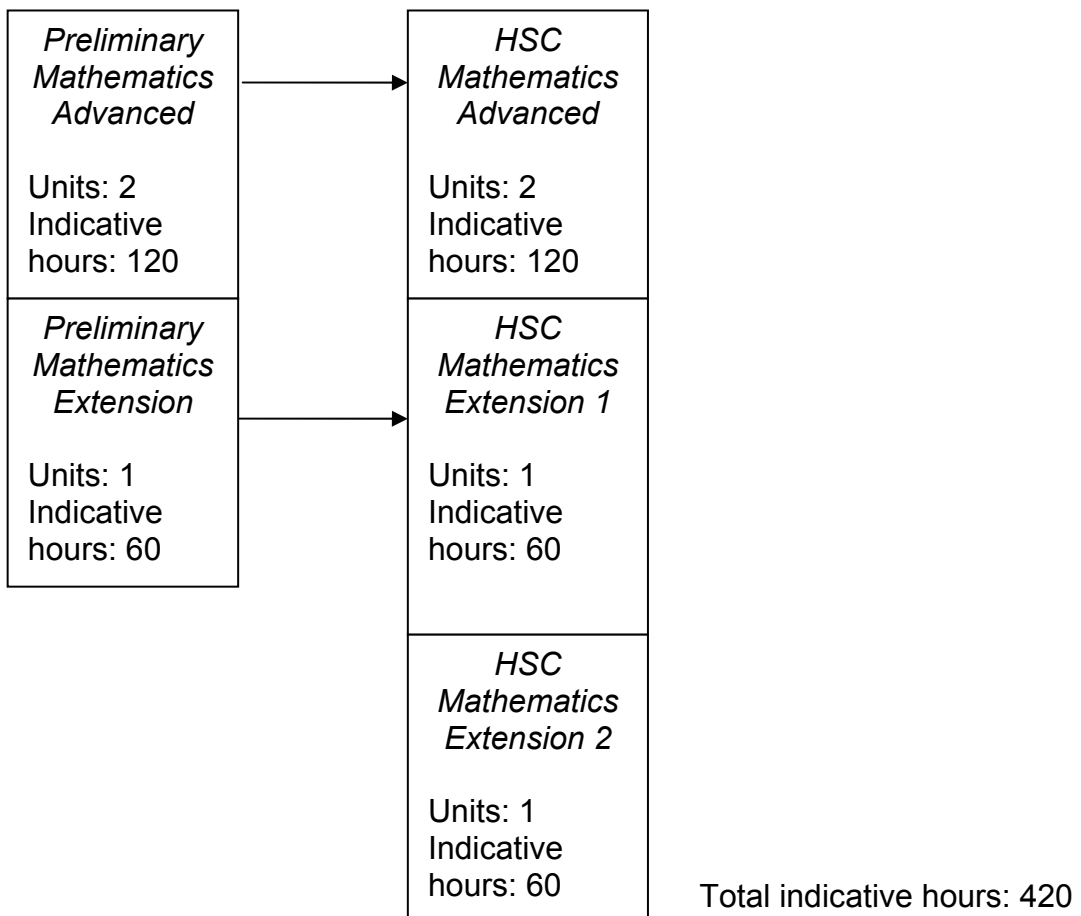 Preliminary
Mathematics
Advanced
Units: 2
Indicative
hours: 120
HSC
Mathematics
Advanced
Units: 2
Indicative
hours: 120
Preliminary
Mathematics
Extension
Units: 1
Indicative
hours: 60
HSC
Mathematics
Extension 1
Units: 1
Indicative
hours: 60
HSC
Mathematics
Extension 2
Units: 1
Indicative
hours: 60
Total indicative hours: 420